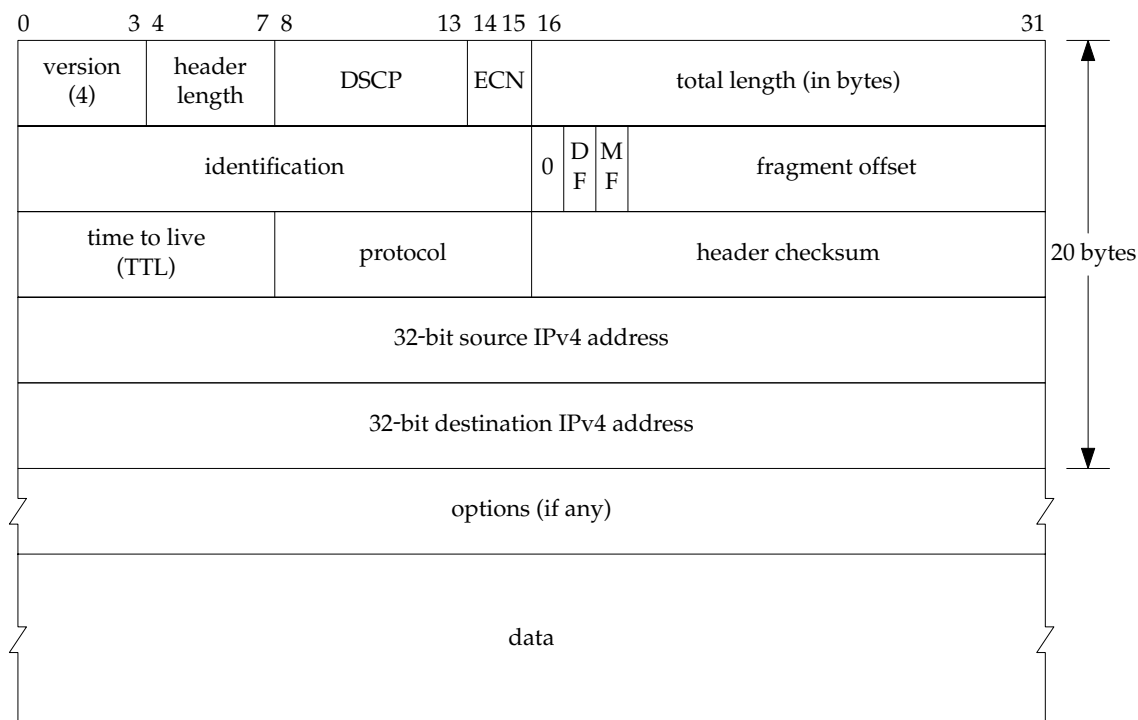 0 3 4 7 8 13 14 15 16 31
version (4) header length DSCP ECN total length (in bytes)
identification 0 DF MF fragment offset
time to live (TTL) protocol header checksum 20 bytes
32-bit source IPv4 address
32-bit destination IPv4 address
options (if any)
data